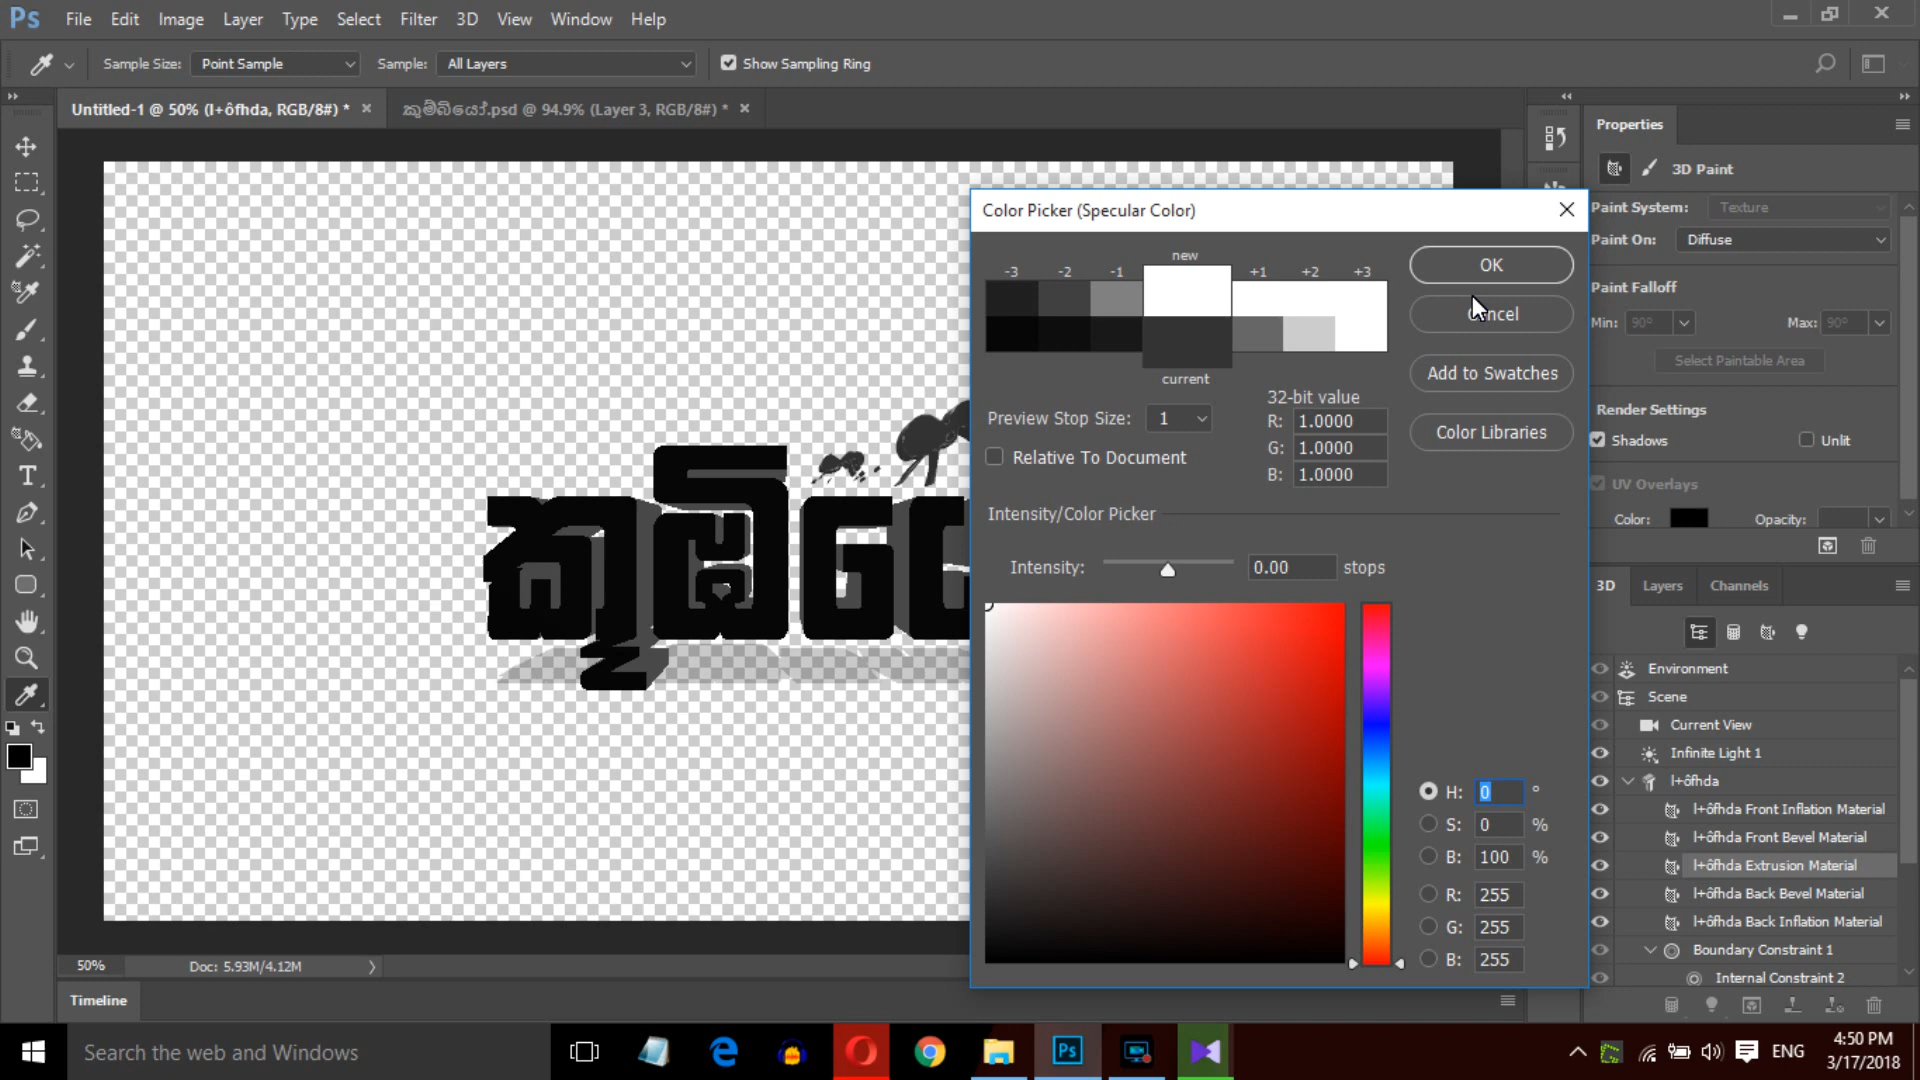 Ps File Edit Image Layer Type Select Filter 3D View Window Help
Sample Size: Point Sample Sample: All Layers Show Sampling Ring
Untitled-1 @ 50% (l+ôfhda, RGB/8#) * කුම්බියෝ.psd @ 94.9% (Layer 3, RGB/8#) *
Properties
3D Paint
Paint System: Texture
Paint On: Diffuse
Paint Falloff
Min: 90° Max: 90°
Select Paintable Area
Render Settings
Shadows Unlit
UV Overlays
Color: Opacity:
Color Picker (Specular Color)
new
-3 -2 -1 +1 +2 +3
current
OK
Cancel
Add to Swatches
Color Libraries
Preview Stop Size: 1
Relative To Document
32-bit value
R: 1.0000
G: 1.0000
B: 1.0000
Intensity/Color Picker
Intensity: 0.00 stops
H: 0 °
S: 0 %
B: 100 %
R: 255
G: 255
B: 255
3D Layers Channels
Environment
Scene
Current View
Infinite Light 1
l+ôfhda
l+ôfhda Front Inflation Material
l+ôfhda Front Bevel Material
l+ôfhda Extrusion Material
l+ôfhda Back Bevel Material
l+ôfhda Back Inflation Material
Boundary Constraint 1
Internal Constraint 2
50% Doc: 5.93M/4.12M
Timeline
Search the web and Windows
Ps
ENG
4:50 PM
3/17/2018